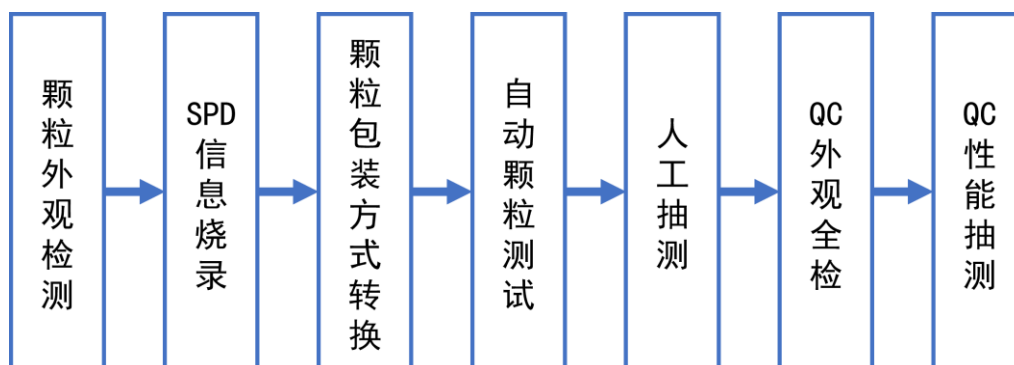 颗粒外观检测
SPD信息烧录
颗粒包装方式转换
自动颗粒测试
人工抽测
QC外观全检
QC性能抽测